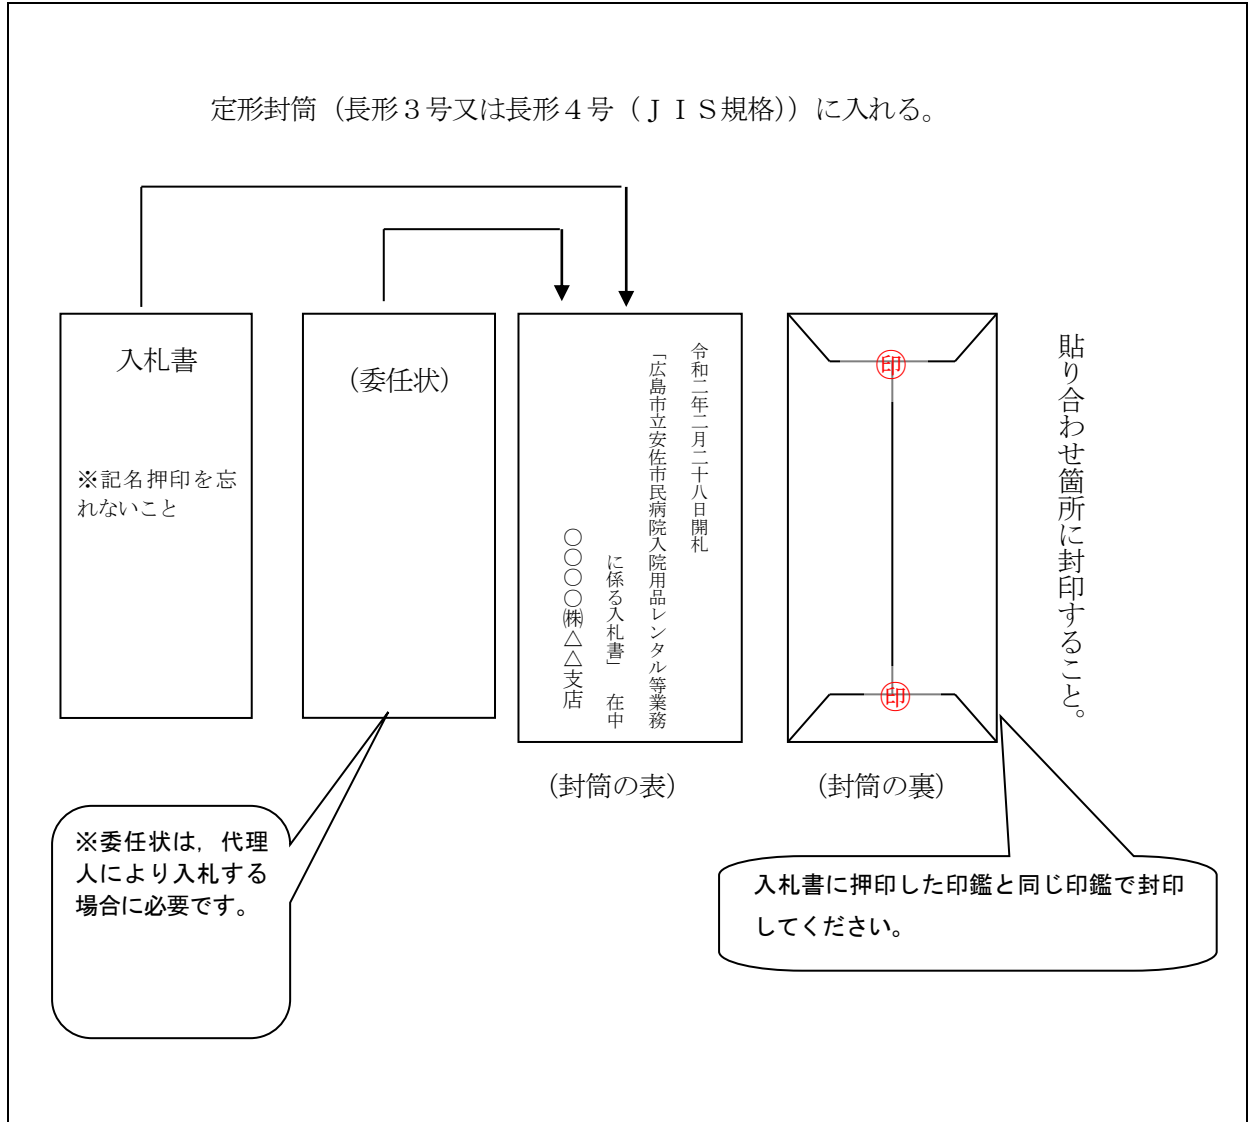 定形封筒（長形３号又は長形４号（ＪＩＳ規格））に入れる。
入札書
※記名押印を忘
れないこと
（委任状）
令和二年二月二十八日開札
「広島市立安佐市民病院入院用品レンタル等業務
に係る入札書」　在中
〇〇〇〇㈱△△支店
印
印
貼り合わせ箇所に封印すること。
（封筒の表）
（封筒の裏）
※委任状は，代理
人により入札する
場合に必要です。
入札書に押印した印鑑と同じ印鑑で封印
してください。